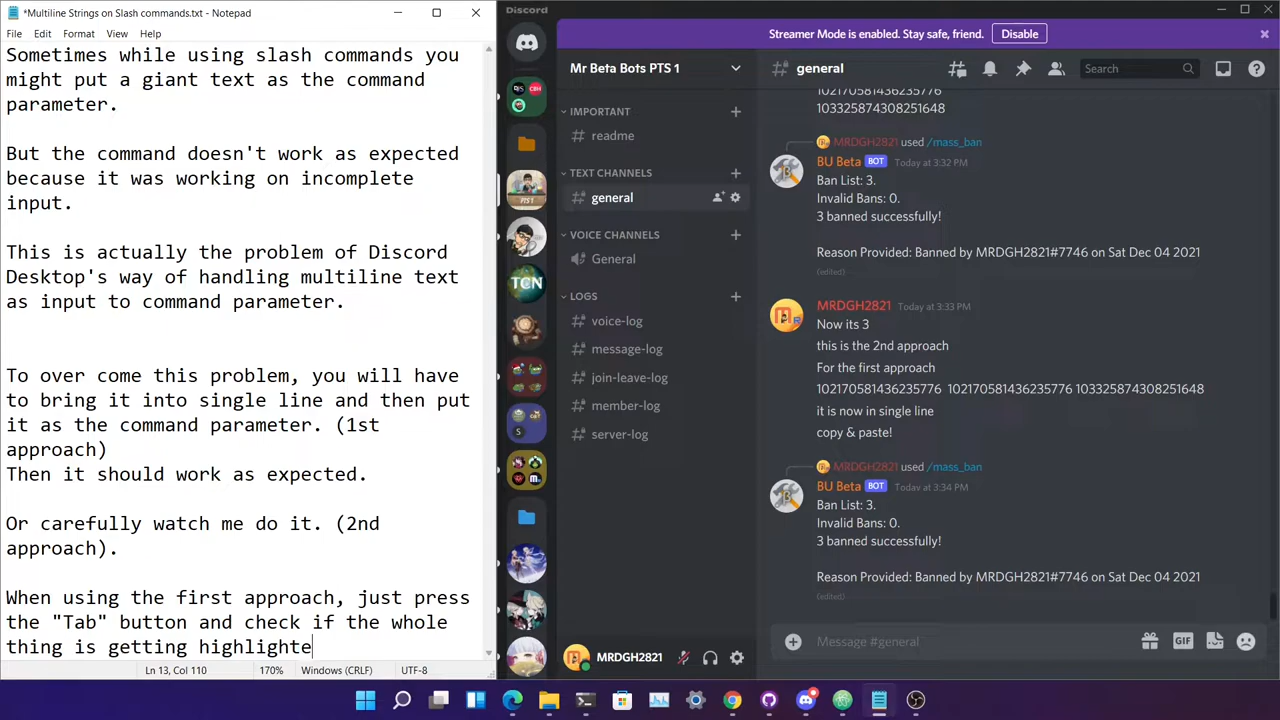 *Multiline Strings on Slash commands.txt - Notepad
File Edit Format View Help
Sometimes while using slash commands you
might put a giant text as the command
parameter.
But the command doesn't work as expected
because it was working on incomplete
input.
This is actually the problem of Discord
Desktop's way of handling multiline text
as input to command parameter.
To over come this problem, you will have
to bring it into single line and then put
it as the command parameter. (1st
approach)
Then it should work as expected.
Or carefully watch me do it. (2nd
approach).
When using the first approach, just press
the "Tab" button and check if the whole
thing is getting highlighte
Ln 13, Col 110 170% Windows (CRLF) UTF-8
Discord
Streamer Mode is enabled. Stay safe, friend. Disable
TCN
Mr Beta Bots PTS 1
IMPORTANT
readme
TEXT CHANNELS
general
VOICE CHANNELS
General
LOGS
voice-log
message-log
join-leave-log
member-log
server-log
MRDGH2821
general
Search
102170581436235776
103325874308251648
MRDGH2821 used /mass_ban
BU Beta BOT Today at 3:32 PM
Ban List: 3.
Invalid Bans: 0.
3 banned successfully!
Reason Provided: Banned by MRDGH2821#7746 on Sat Dec 04 2021
(edited)
MRDGH2821 Today at 3:33 PM
Now its 3
this is the 2nd approach
For the first approach
102170581436235776 102170581436235776 103325874308251648
it is now in single line
copy & paste!
MRDGH2821 used /mass_ban
BU Beta BOT Today at 3:34 PM
Ban List: 3.
Invalid Bans: 0.
3 banned successfully!
Reason Provided: Banned by MRDGH2821#7746 on Sat Dec 04 2021
(edited)
Message #general
GIF